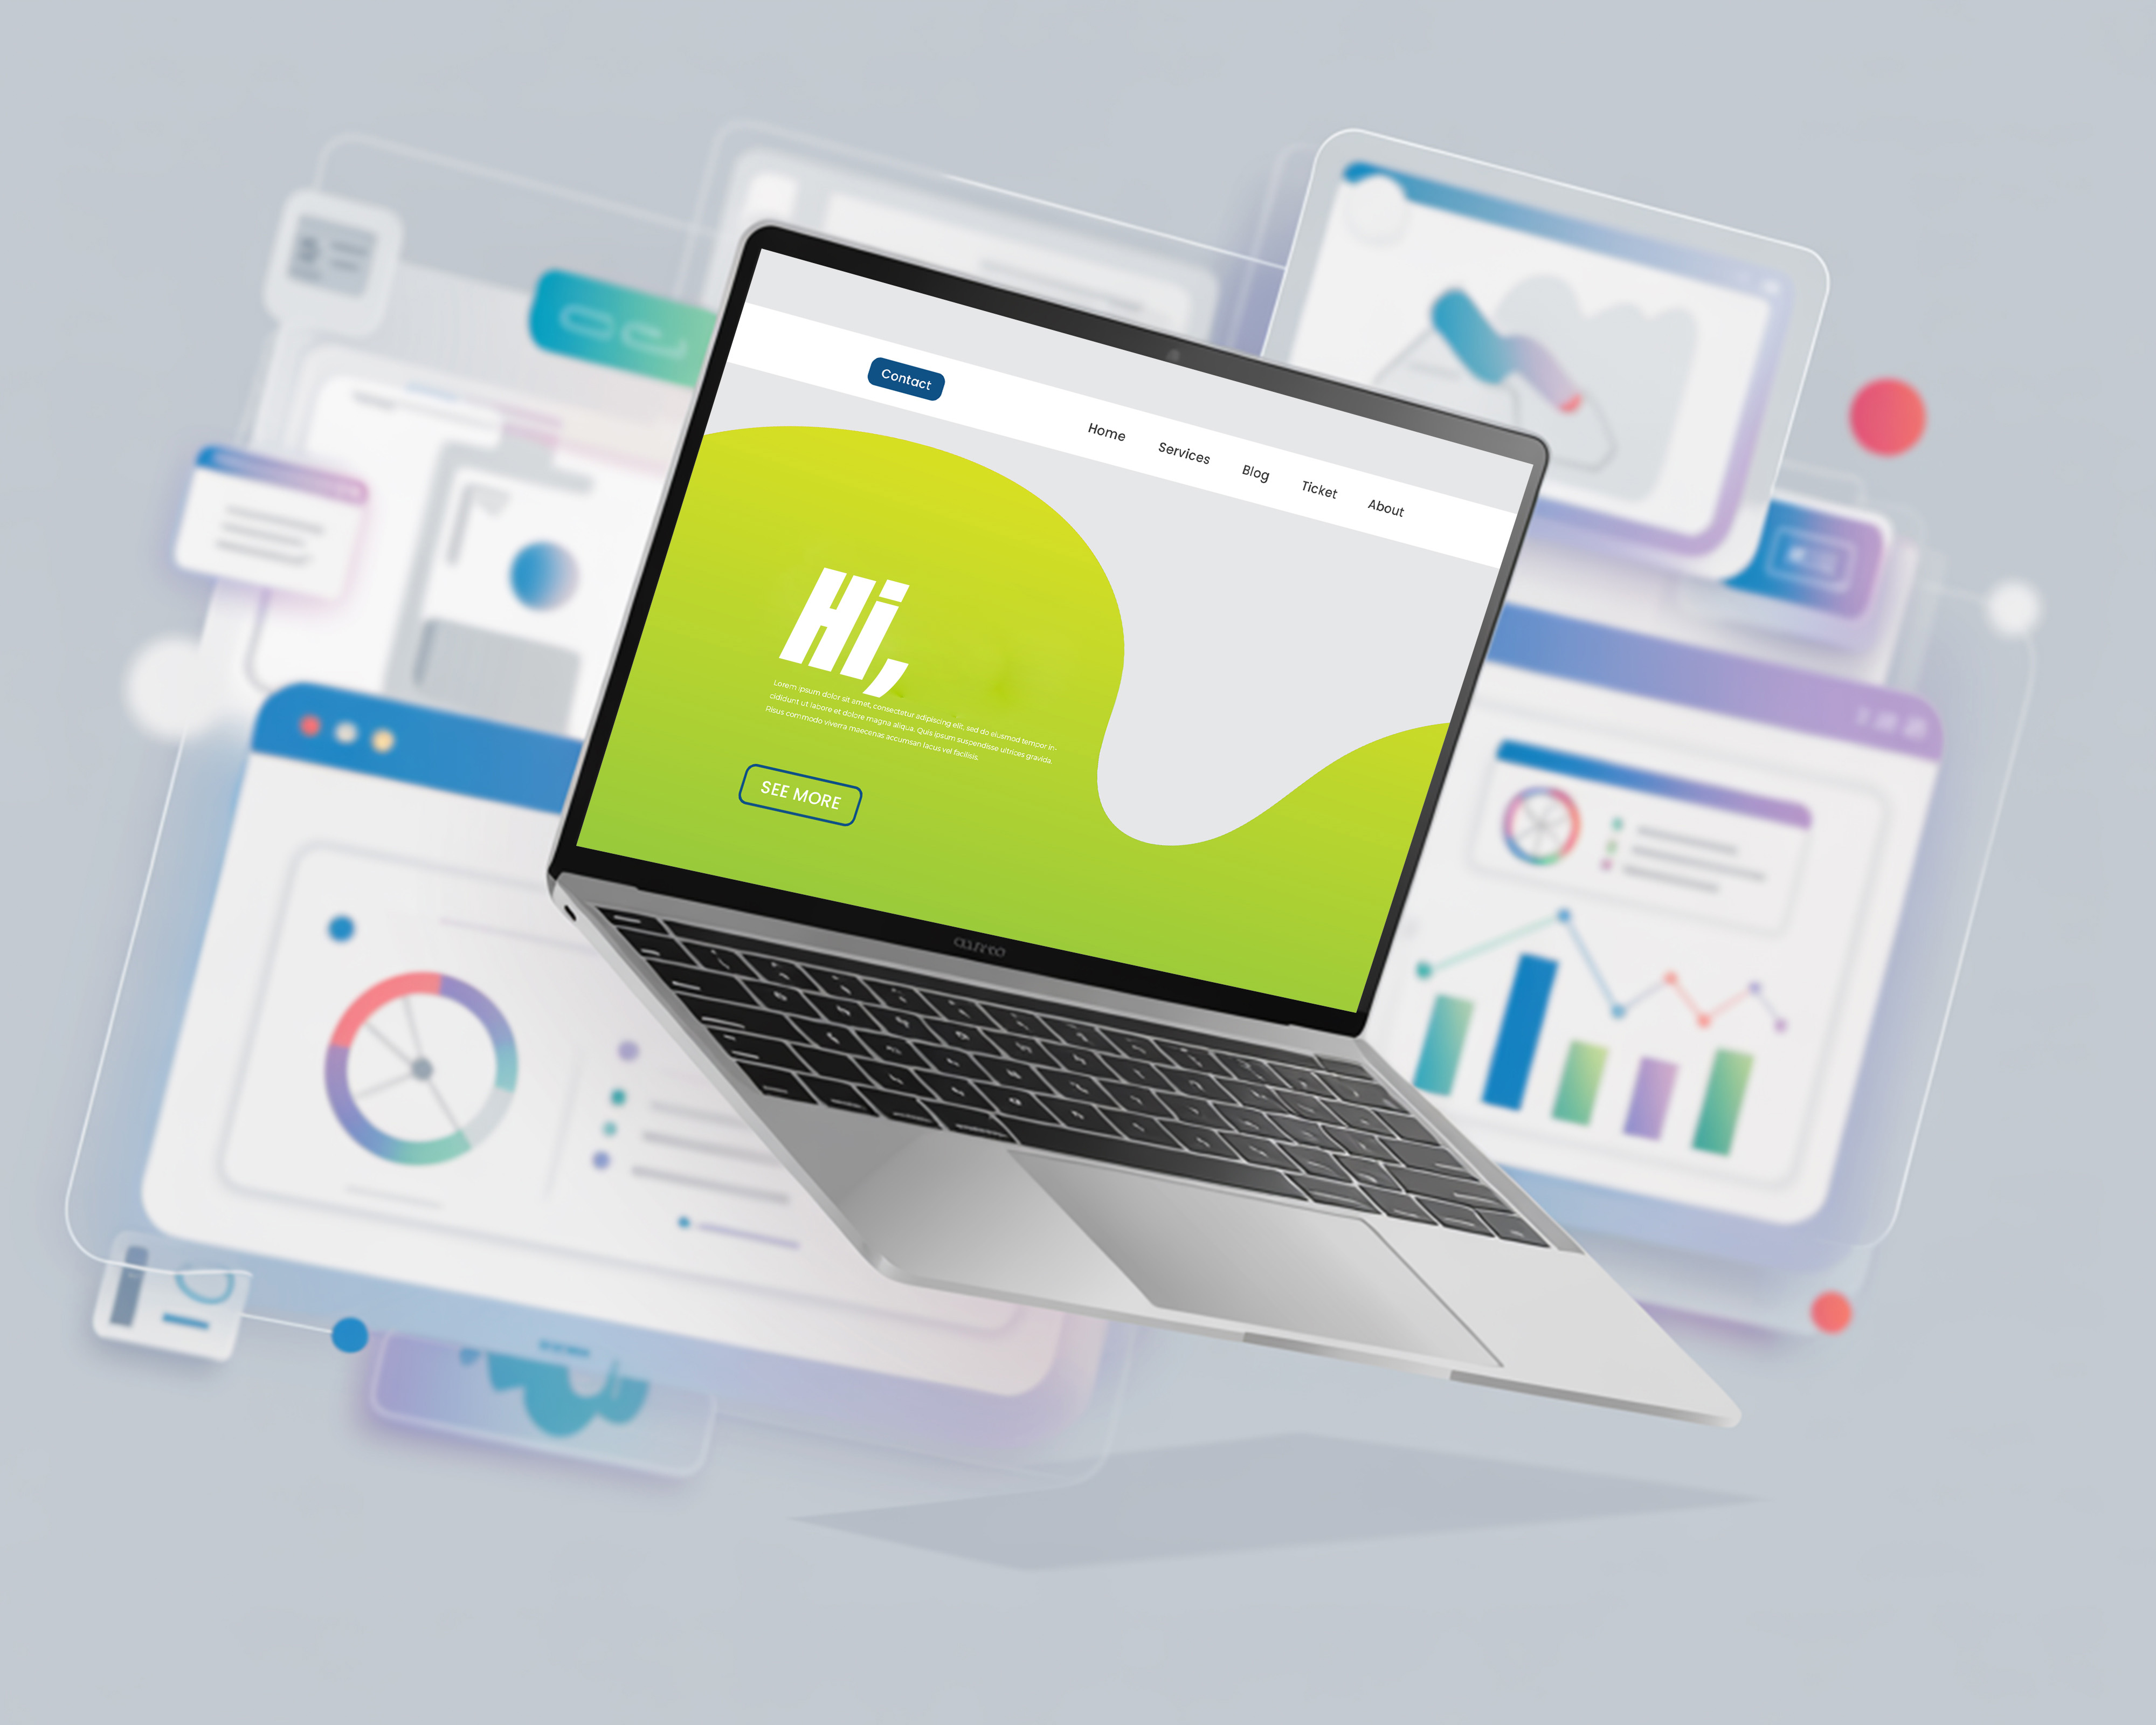 Contact
Home Services Blog Ticket About
Hi,
Lorem ipsum dolor sit amet, consectetur adipiscing elit, sed do eiusmod tempor in-
cididunt ut labore et dolore magna aliqua. Quis ipsum suspendisse ultrices gravida.
Risus commodo viverra maecenas accumsan lacus vel facilisis.
SEE MORE